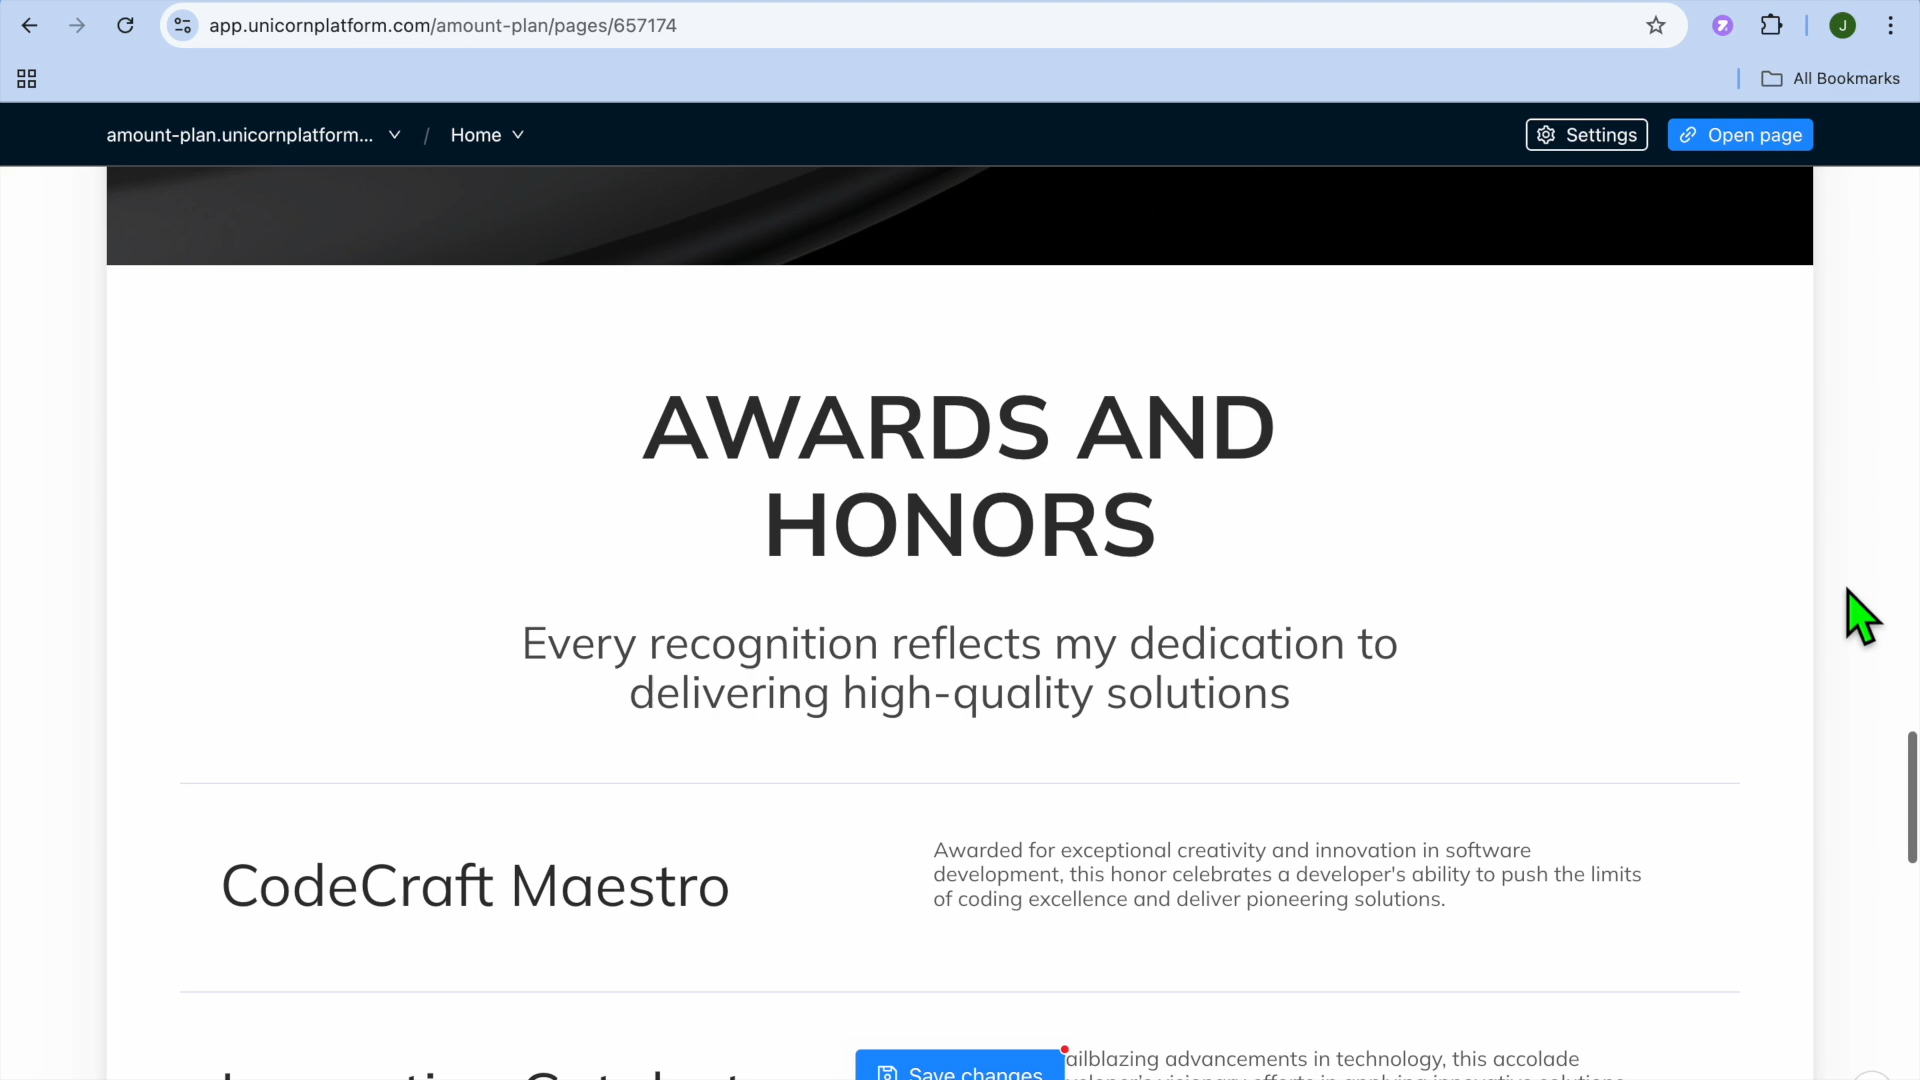 app.unicornplatform.com/amount-plan/pages/657174
J
All Bookmarks
amount-plan.unicornplatform... / Home
Settings
Open page
AWARDS AND
HONORS
Every recognition reflects my dedication to
delivering high-quality solutions
CodeCraft Maestro
Awarded for exceptional creativity and innovation in software
development, this honor celebrates a developer's ability to push the limits
of coding excellence and deliver pioneering solutions.
Save changes
ailblazing advancements in technology, this accolade